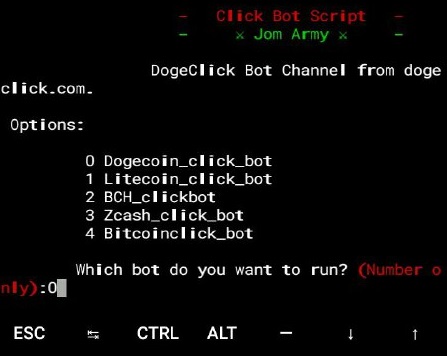 - Click Bot Script -
- ⚔ Jom Army ⚔ -
DogeClick Bot Channel from doge
click.com.
Options:
0 Dogecoin_click_bot
1 Litecoin_click_bot
2 BCH_clickbot
3 Zcash_click_bot
4 Bitcoinclick_bot
Which bot do you want to run? (Number o
nly):0
ESC ↹ CTRL ALT — ↓ ↑